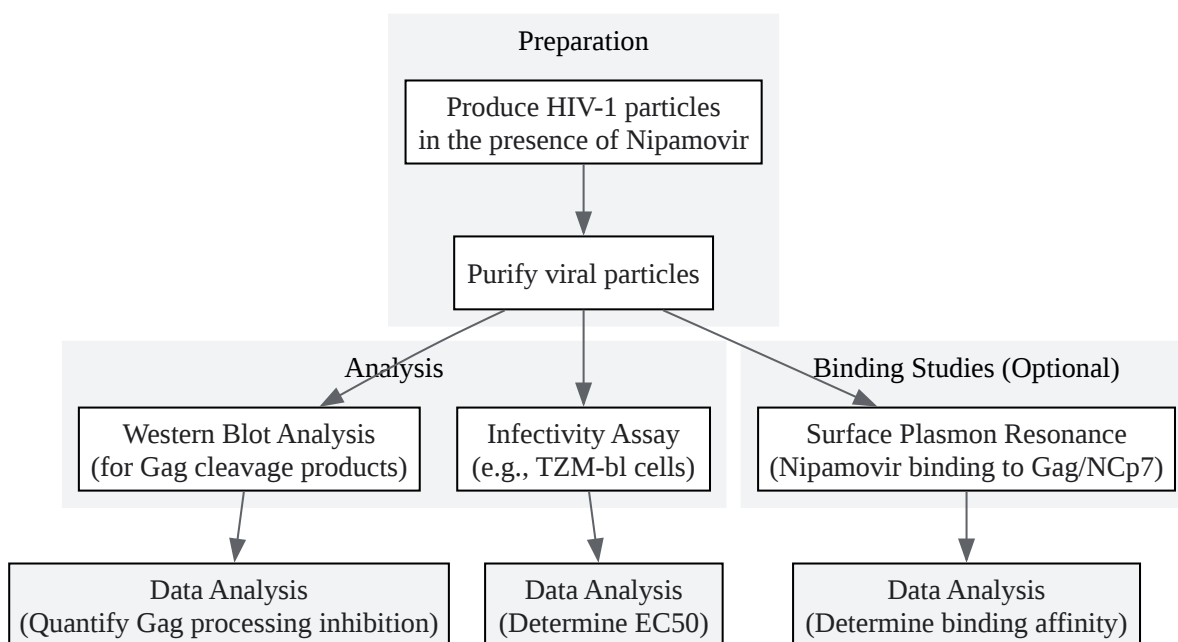 Preparation
Produce HIV-1 particles
in the presence of Nipamovir
Purify viral particles
Analysis
Binding Studies (Optional)
Western Blot Analysis
(for Gag cleavage products)
Infectivity Assay
(e.g., TZM-bl cells)
Surface Plasmon Resonance
(Nipamovir binding to Gag/NCp7)
Data Analysis
(Quantify Gag processing inhibition)
Data Analysis
(Determine EC50)
Data Analysis
(Determine binding affinity)